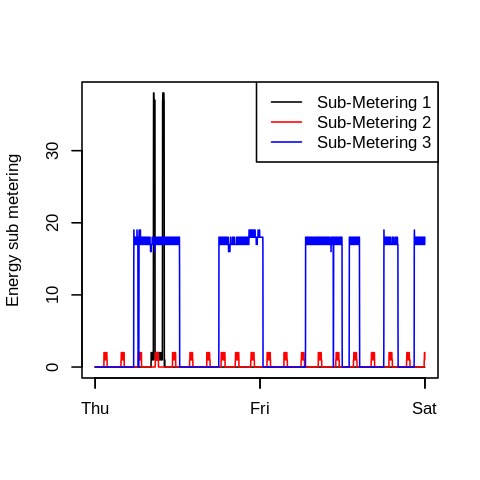 Sub-Metering 1
Sub-Metering 2
Sub-Metering 3
Energy sub metering
30
20
10
0
Thu
Fri
Sat